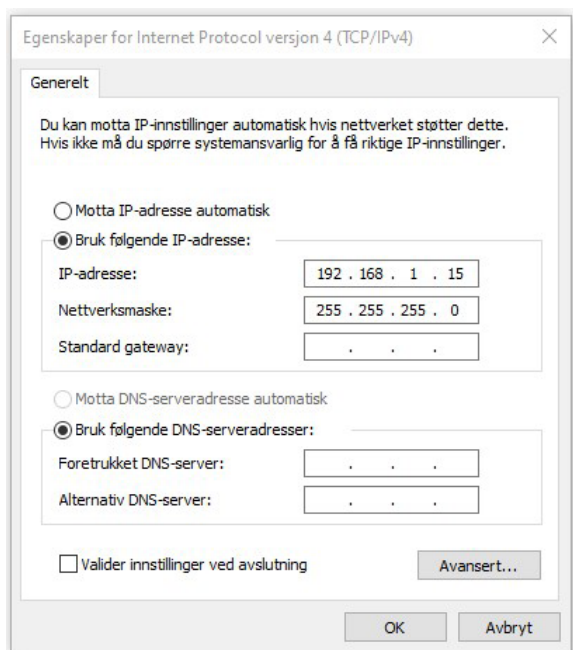 Egenskaper for Internet Protocol versjon 4 (TCP/IPv4)
Generelt
Du kan motta IP-innstillinger automatisk hvis nettverket støtter dette.
Hvis ikke må du spørre systemansvarlig for å få riktige IP-innstillinger.
Motta IP-adresse automatisk
Bruk følgende IP-adresse:
IP-adresse: 192 . 168 . 1 . 15
Nettverksmaske: 255 . 255 . 255 . 0
Standard gateway: . . .
Motta DNS-serveradresse automatisk
Bruk følgende DNS-serveradresser:
Foretrukket DNS-server: . . .
Alternativ DNS-server: . . .
Valider innstillinger ved avslutning Avansert...
OK Avbryt